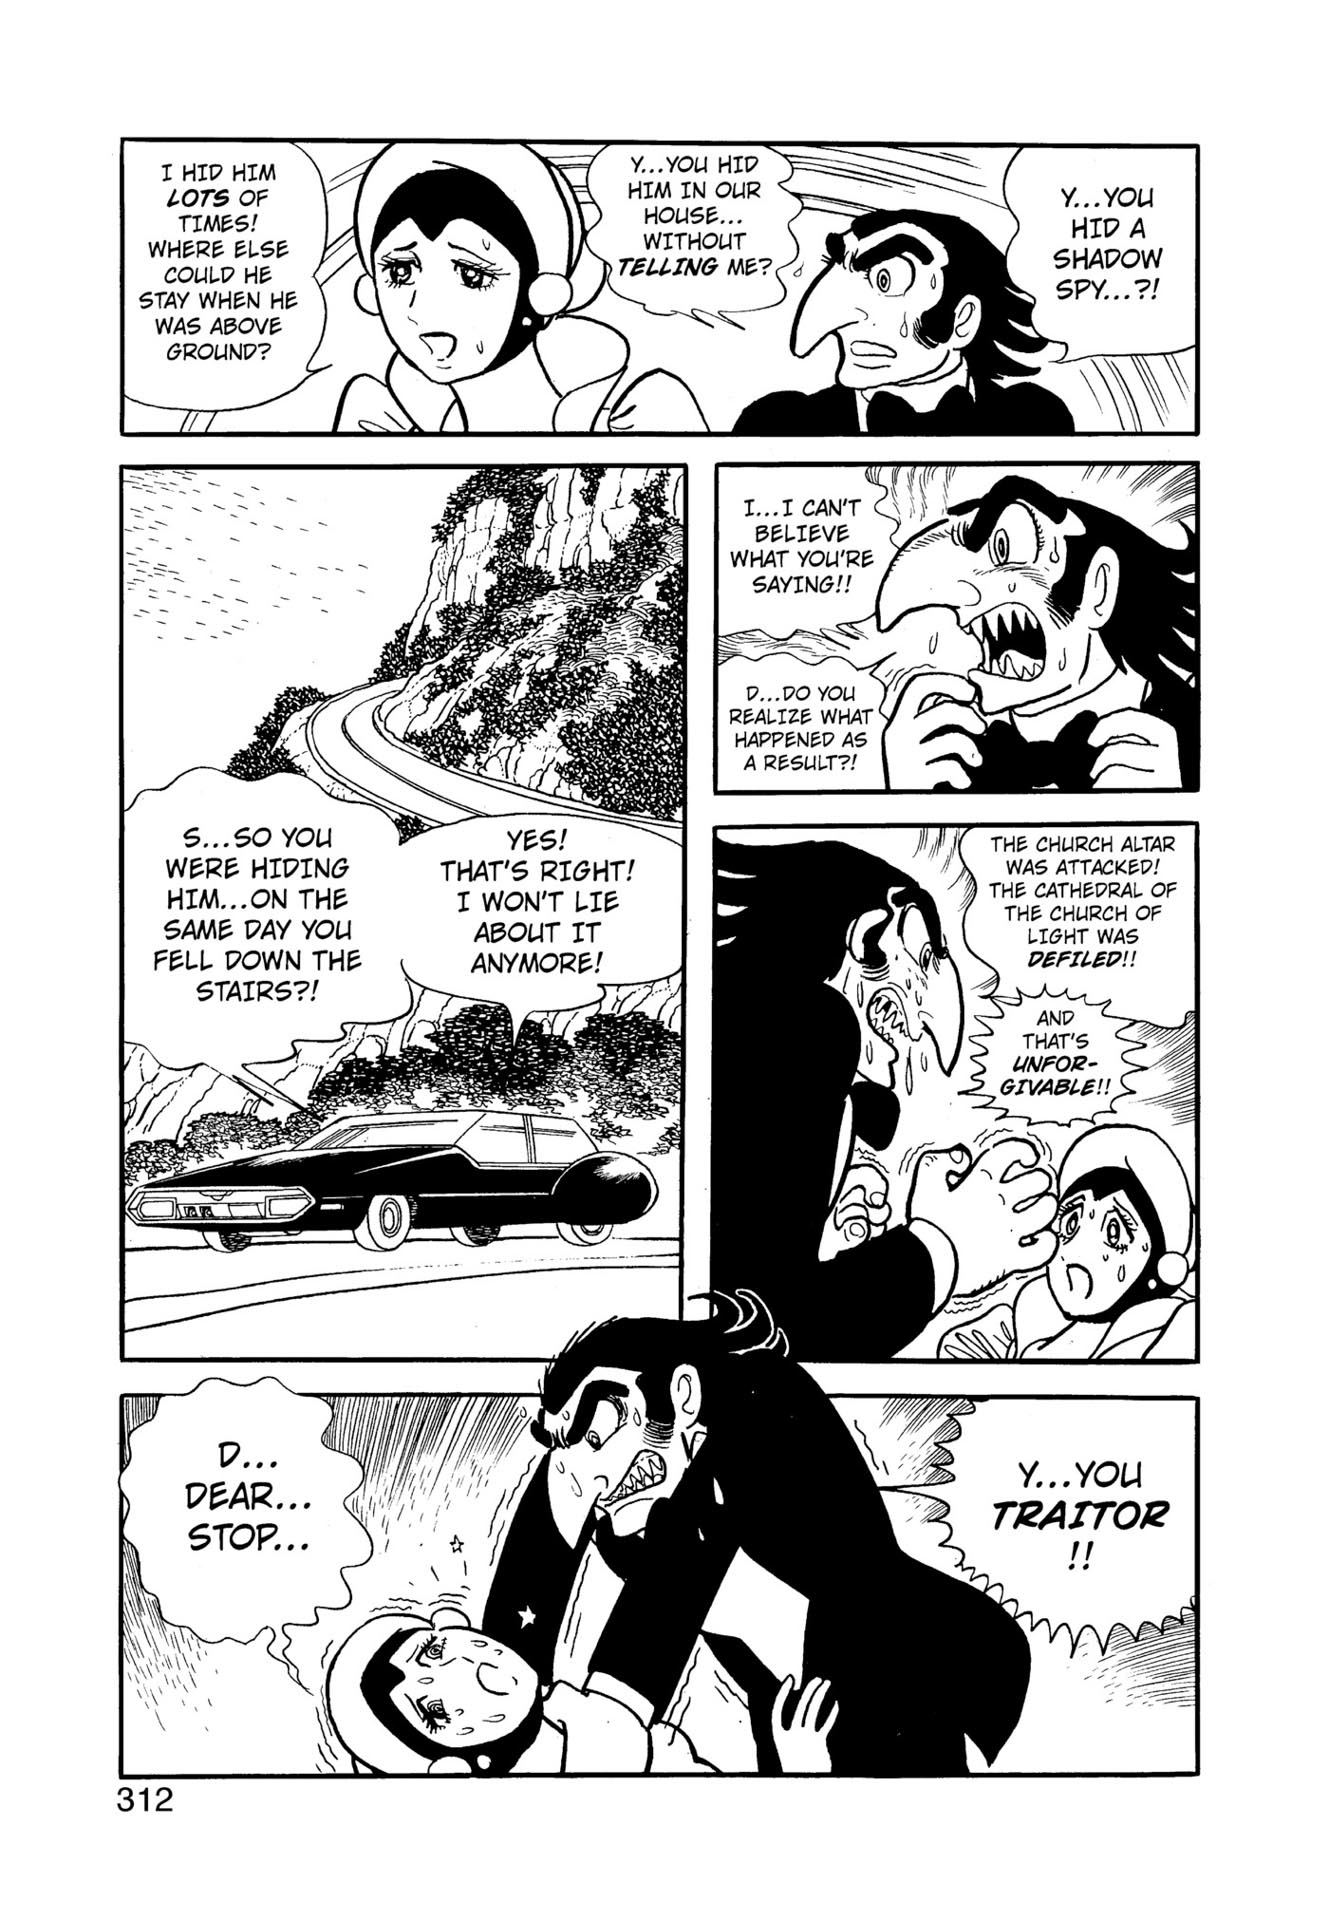 Y...YOU
HID A
SHADOW
SPY...?!
Y...YOU HID
HIM IN OUR
HOUSE...
WITHOUT
TELLING ME?
I HID HIM
LOTS OF
TIMES!
WHERE ELSE
COULD HE
STAY WHEN HE
WAS ABOVE
GROUND?
I...I CAN'T
BELIEVE
WHAT YOU'RE
SAYING!!
D...DO YOU
REALIZE WHAT
HAPPENED AS
A RESULT?!
THE CHURCH ALTAR
WAS ATTACKED!
THE CATHEDRAL OF
THE CHURCH OF
LIGHT WAS
DEFILED!!
AND
THAT'S
UNFOR-
GIVABLE!!
YES!
THAT'S RIGHT!
I WON'T LIE
ABOUT IT
ANYMORE!
S...SO YOU
WERE HIDING
HIM...ON THE
SAME DAY YOU
FELL DOWN THE
STAIRS?!
Y...YOU
TRAITOR
!!
D...
DEAR...
STOP...
312